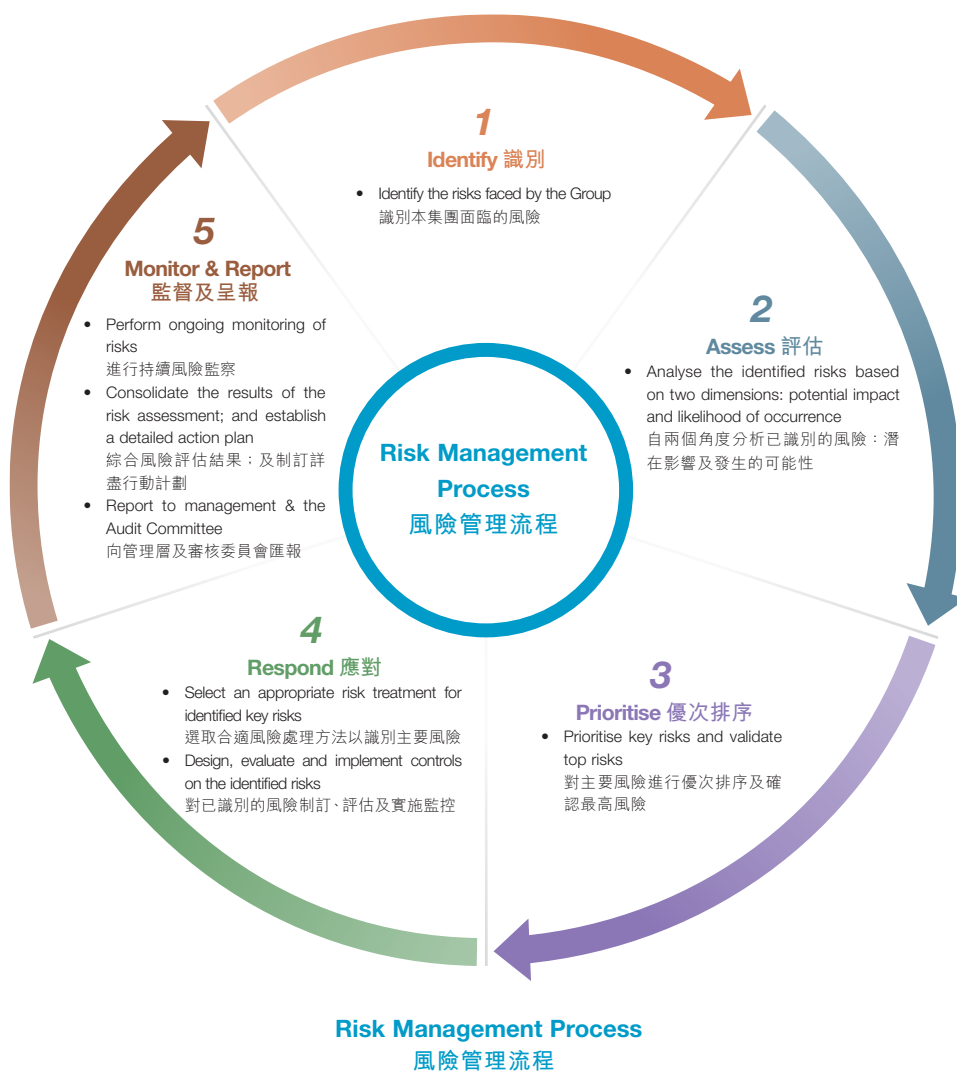 1
Identify 識別
• Identify the risks faced by the Group
識別本集團面臨的風險
2
Assess 評估
• Analyse the identified risks based
on two dimensions: potential impact
and likelihood of occurrence
自兩個角度分析已識別的風險：潛
在影響及發生的可能性
3
Prioritise 優次排序
• Prioritise key risks and validate
top risks
對主要風險進行優次排序及確
認最高風險
4
Respond 應對
• Select an appropriate risk treatment for
identified key risks
選取合適風險處理方法以識別主要風險
• Design, evaluate and implement controls
on the identified risks
對已識別的風險制訂、評估及實施監控
5
Monitor & Report
監督及呈報
• Perform ongoing monitoring of
risks
進行持續風險監察
• Consolidate the results of the
risk assessment; and establish
a detailed action plan
綜合風險評估結果；及制訂詳
盡行動計劃
• Report to management & the
Audit Committee
向管理層及審核委員會匯報
Risk Management
Process
風險管理流程
Risk Management Process
風險管理流程